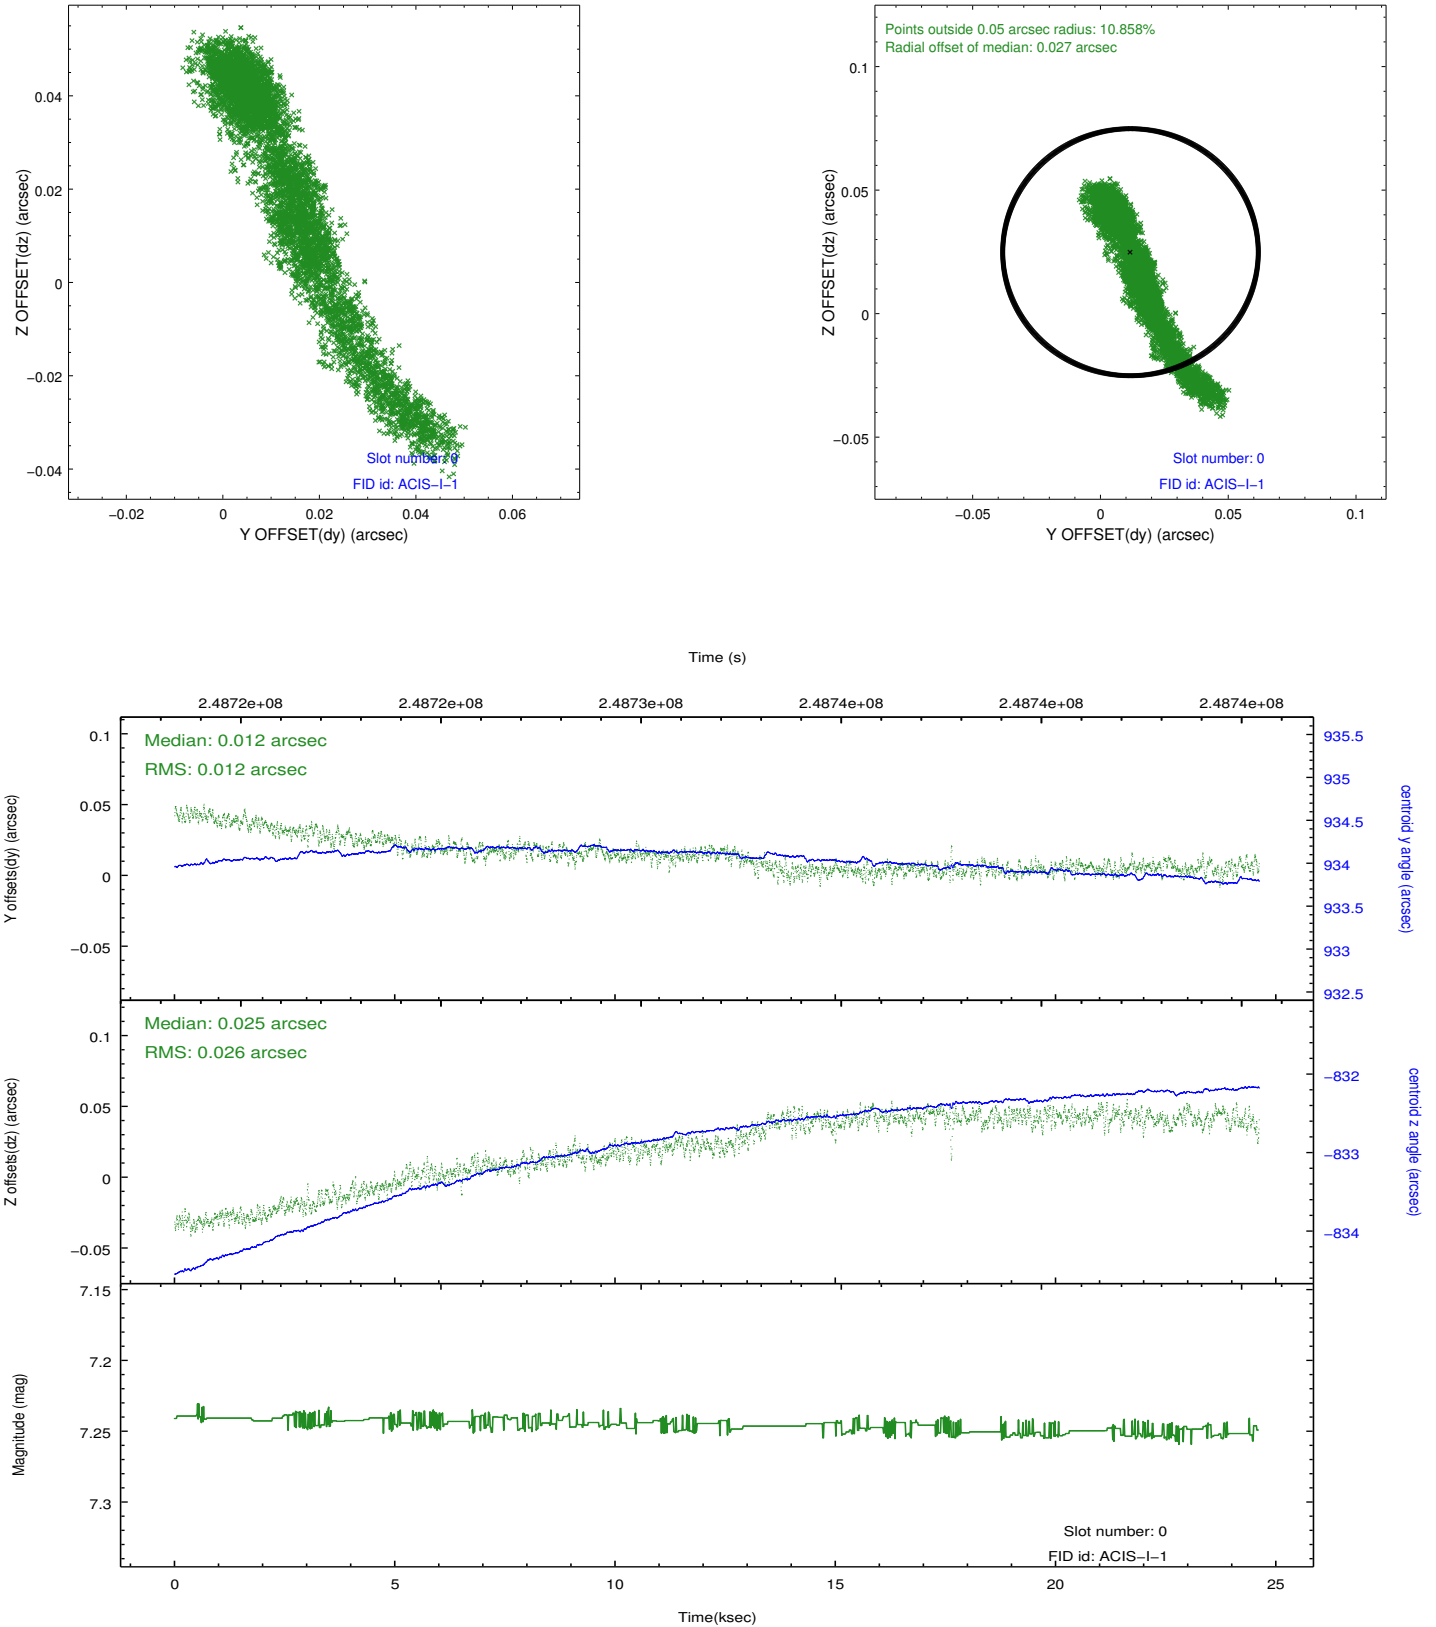 0.04
0.02
0
−0.02
−0.04
Z OFFSET(dz) (arcsec)
Slot number: 0
FID id: ACIS−I−1
−0.02
0
0.02
0.04
0.06
Y OFFSET(dy) (arcsec)
Points outside 0.05 arcsec radius: 10.858%
Radial offset of median: 0.027 arcsec
0.1
0.05
0
−0.05
Z OFFSET(dz) (arcsec)
Slot number: 0
FID id: ACIS−I−1
−0.05
0
0.05
0.1
Y OFFSET(dy) (arcsec)
Time (s)
2.4872e+08
2.4872e+08
2.4873e+08
2.4874e+08
2.4874e+08
2.4874e+08
Median: 0.012 arcsec
RMS: 0.012 arcsec
0.1
0.05
0
−0.05
Y offsets(dy) (arcsec)
935.5
935
934.5
934
933.5
933
932.5
centroid y angle (arcsec)
Median: 0.025 arcsec
RMS: 0.026 arcsec
0.1
0.05
0
−0.05
Z offsets(dz) (arcsec)
−832
−833
−834
centroid z angle (arcsec)
7.15
7.2
7.25
7.3
Magnitude (mag)
Slot number: 0
FID id: ACIS−I−1
0
5
10
15
20
25
Time(ksec)